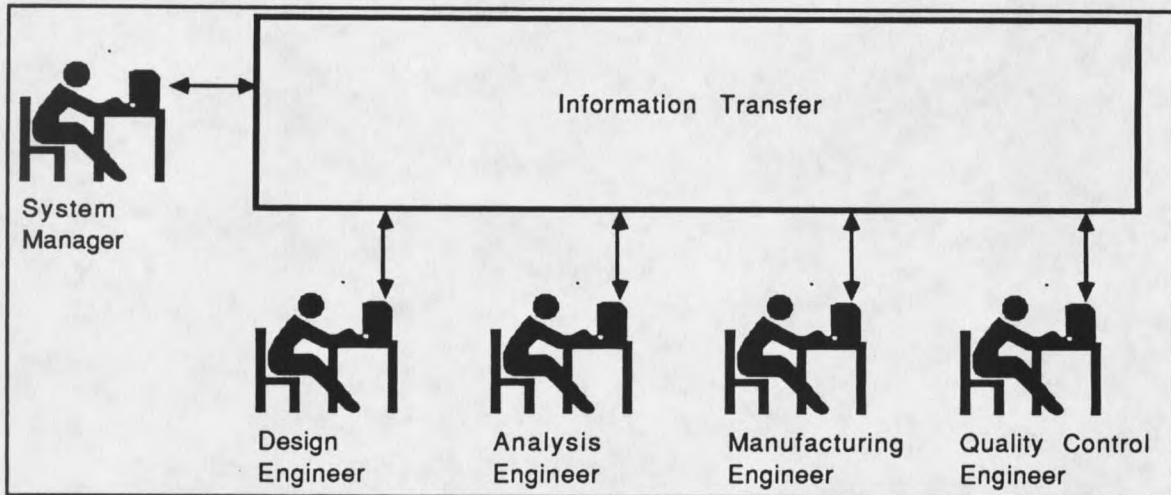 Information Transfer
System
Manager
Design
Engineer
Analysis
Engineer
Manufacturing
Engineer
Quality Control
Engineer